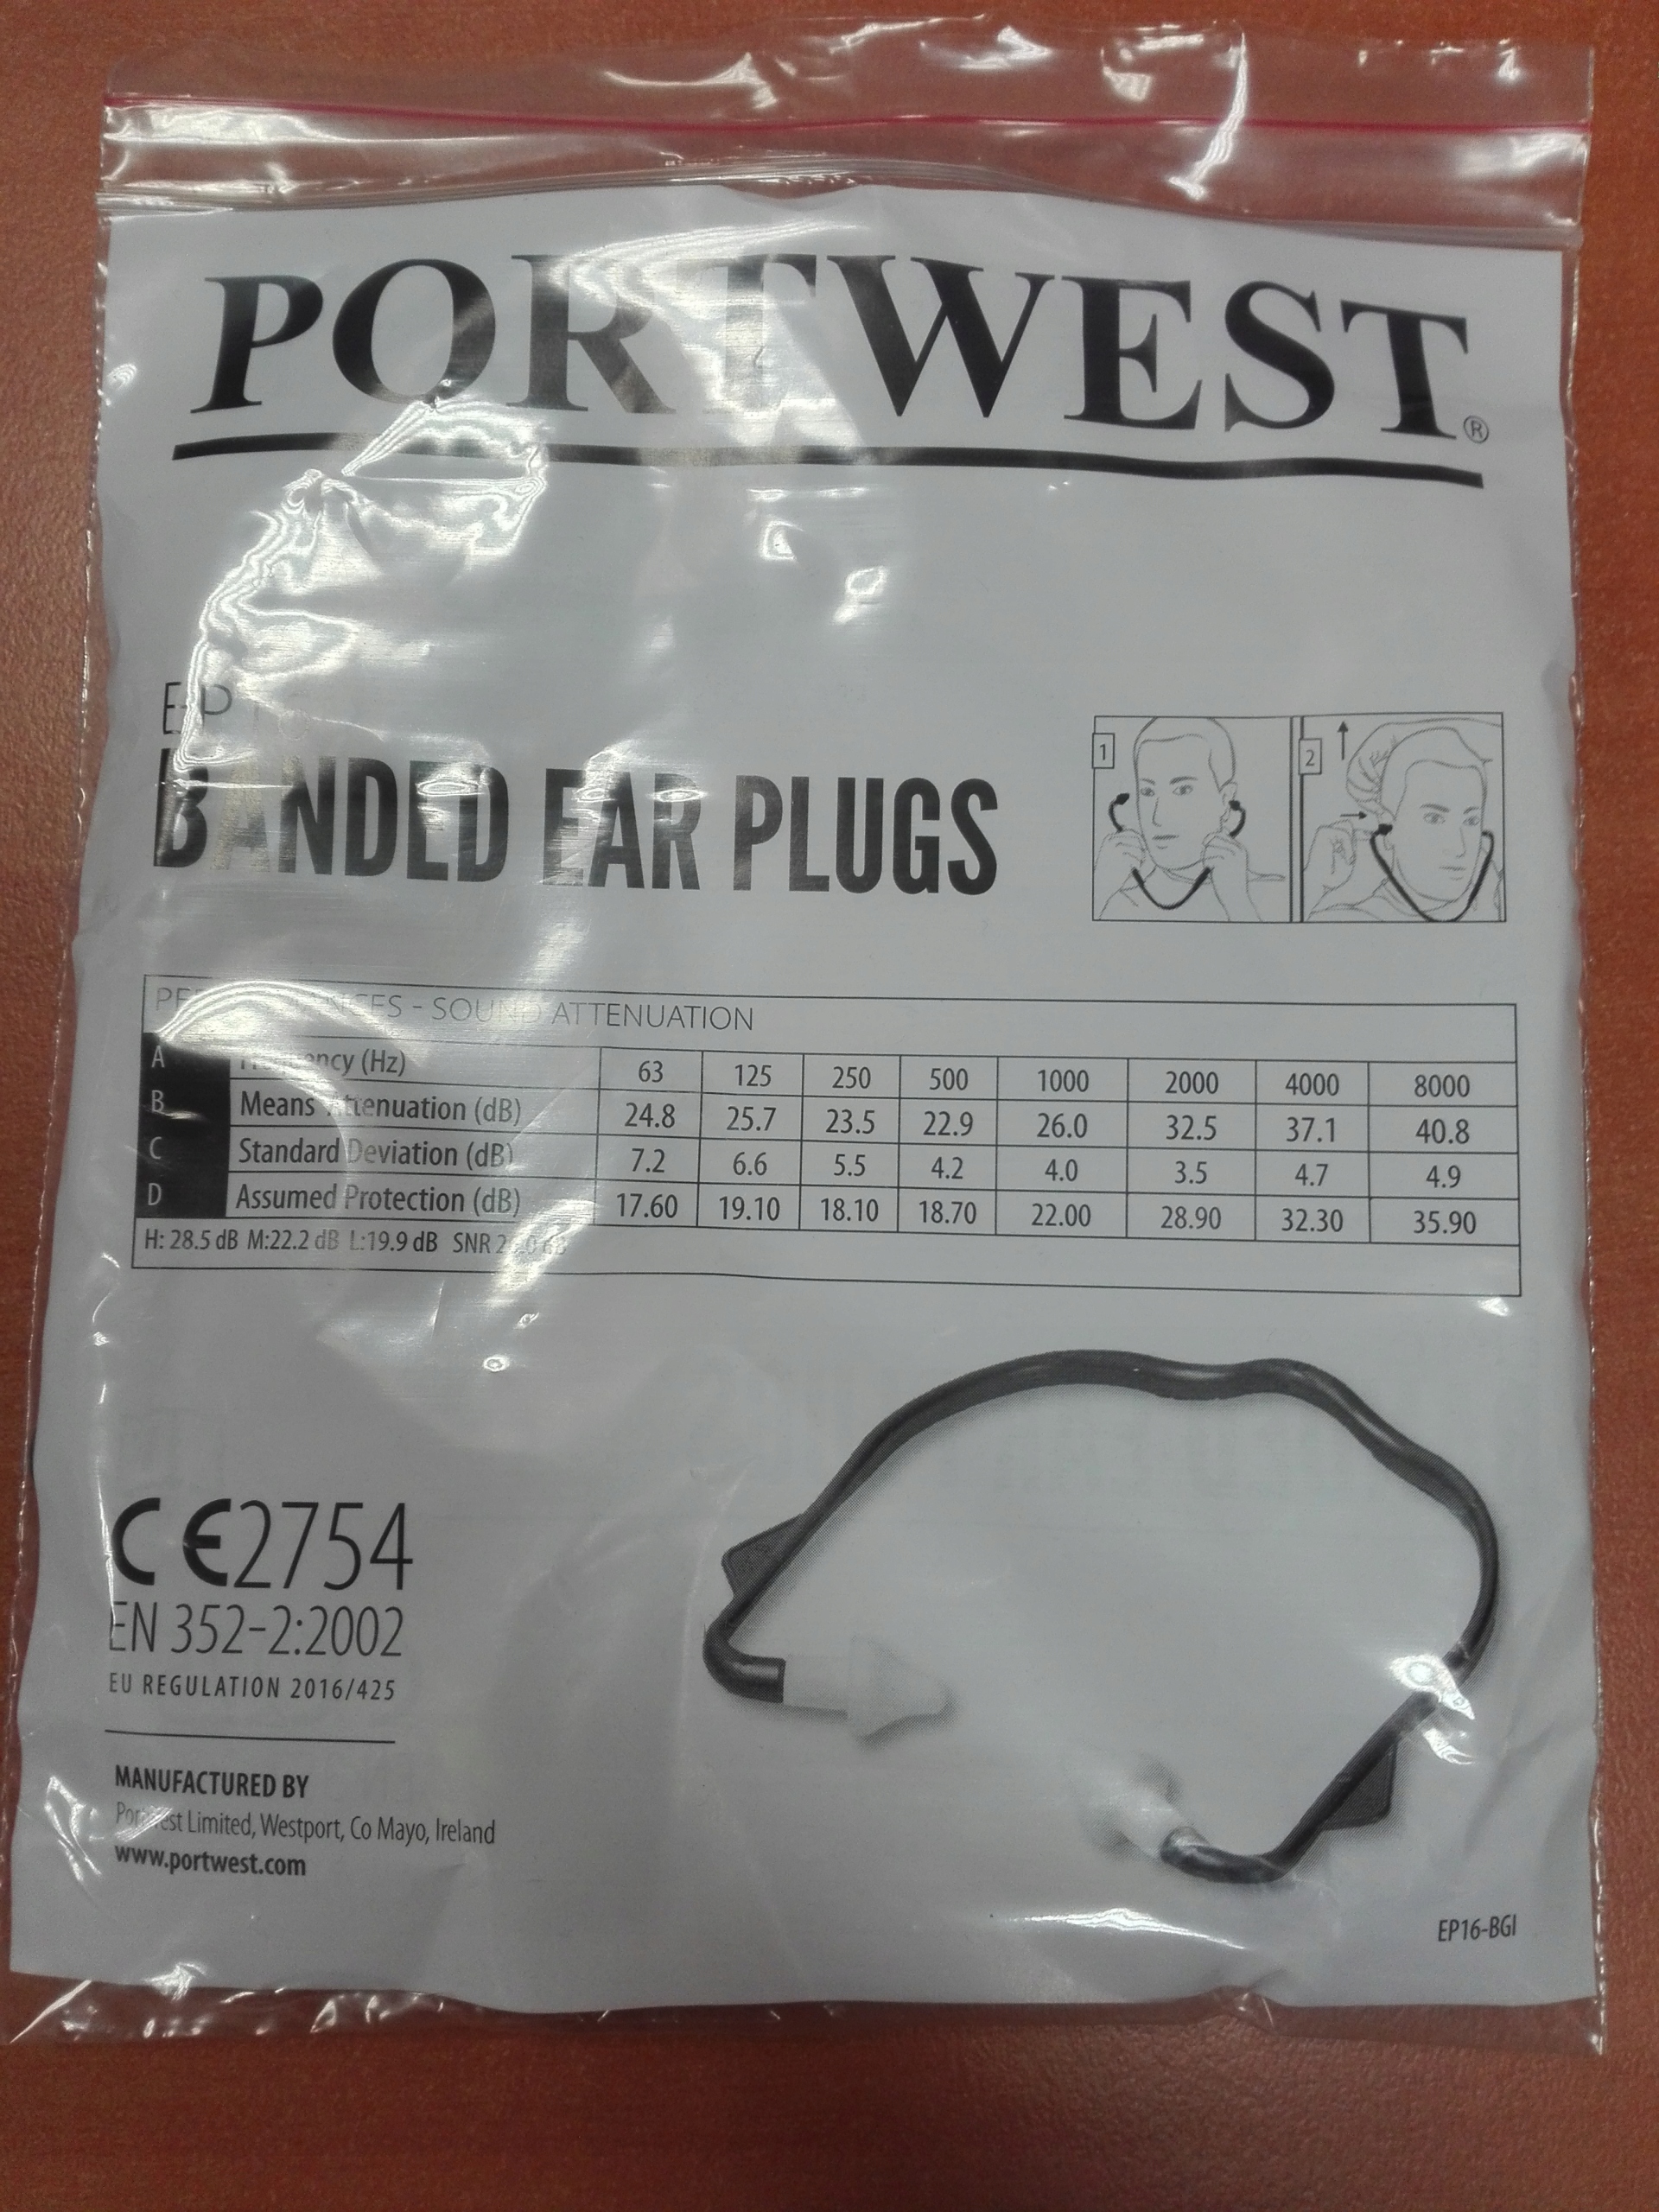 PORTWEST®
BANDED EAR PLUGS
1
2
PERFORMANCES - SOUND ATTENUATION
A Frequency (Hz) 63 125 250 500 1000 2000 4000 8000
B Means Attenuation (dB) 24.8 25.7 23.5 22.9 26.0 32.5 37.1 40.8
C Standard Deviation (dB) 7.2 6.6 5.5 4.2 4.0 3.5 4.7 4.9
D Assumed Protection (dB) 17.60 19.10 18.10 18.70 22.00 28.90 32.30 35.90
H: 28.5 dB M:22.2 dB L:19.9 dB SNR
CE2754
EN 352-2:2002
EU REGULATION 2016/425
MANUFACTURED BY
Portwest Limited, Westport, Co Mayo, Ireland
www.portwest.com
EP16-BGI